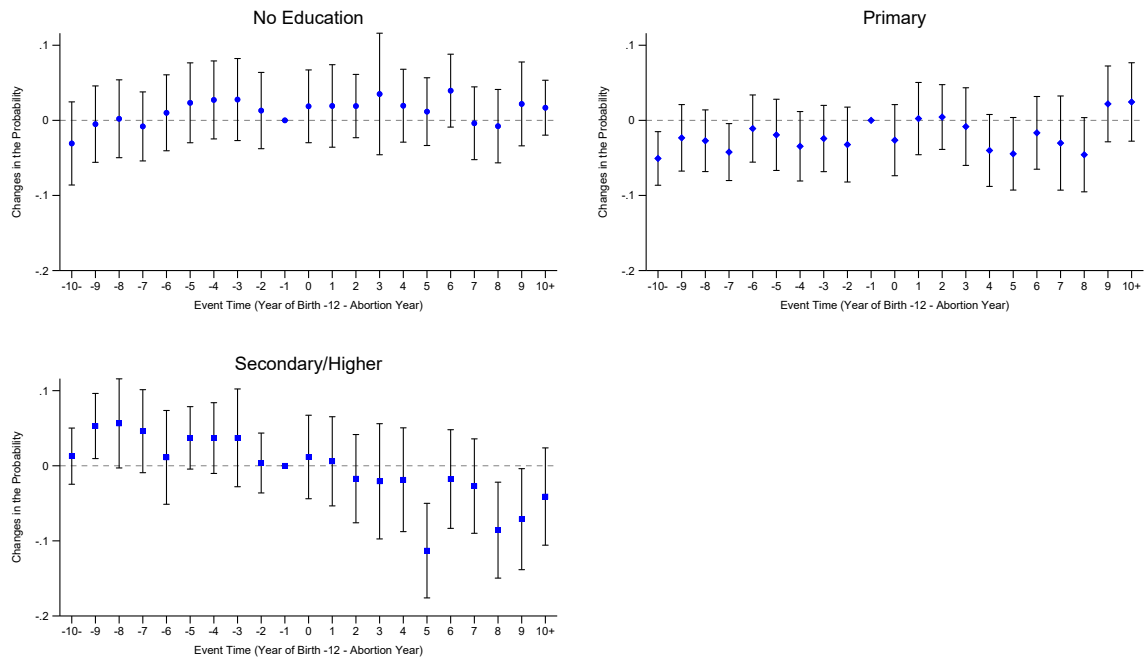 No Education
.1
0
-.1
-.2
Changes in the Probability
-10- -9 -8 -7 -6 -5 -4 -3 -2 -1 0 1 2 3 4 5 6 7 8 9 10+
Event Time (Year of Birth -12 - Abortion Year)
Primary
.1
0
-.1
-.2
Changes in the Probability
-10- -9 -8 -7 -6 -5 -4 -3 -2 -1 0 1 2 3 4 5 6 7 8 9 10+
Event Time (Year of Birth -12 - Abortion Year)
Secondary/Higher
.1
0
-.1
-.2
Changes in the Probability
-10- -9 -8 -7 -6 -5 -4 -3 -2 -1 0 1 2 3 4 5 6 7 8 9 10+
Event Time (Year of Birth -12 - Abortion Year)